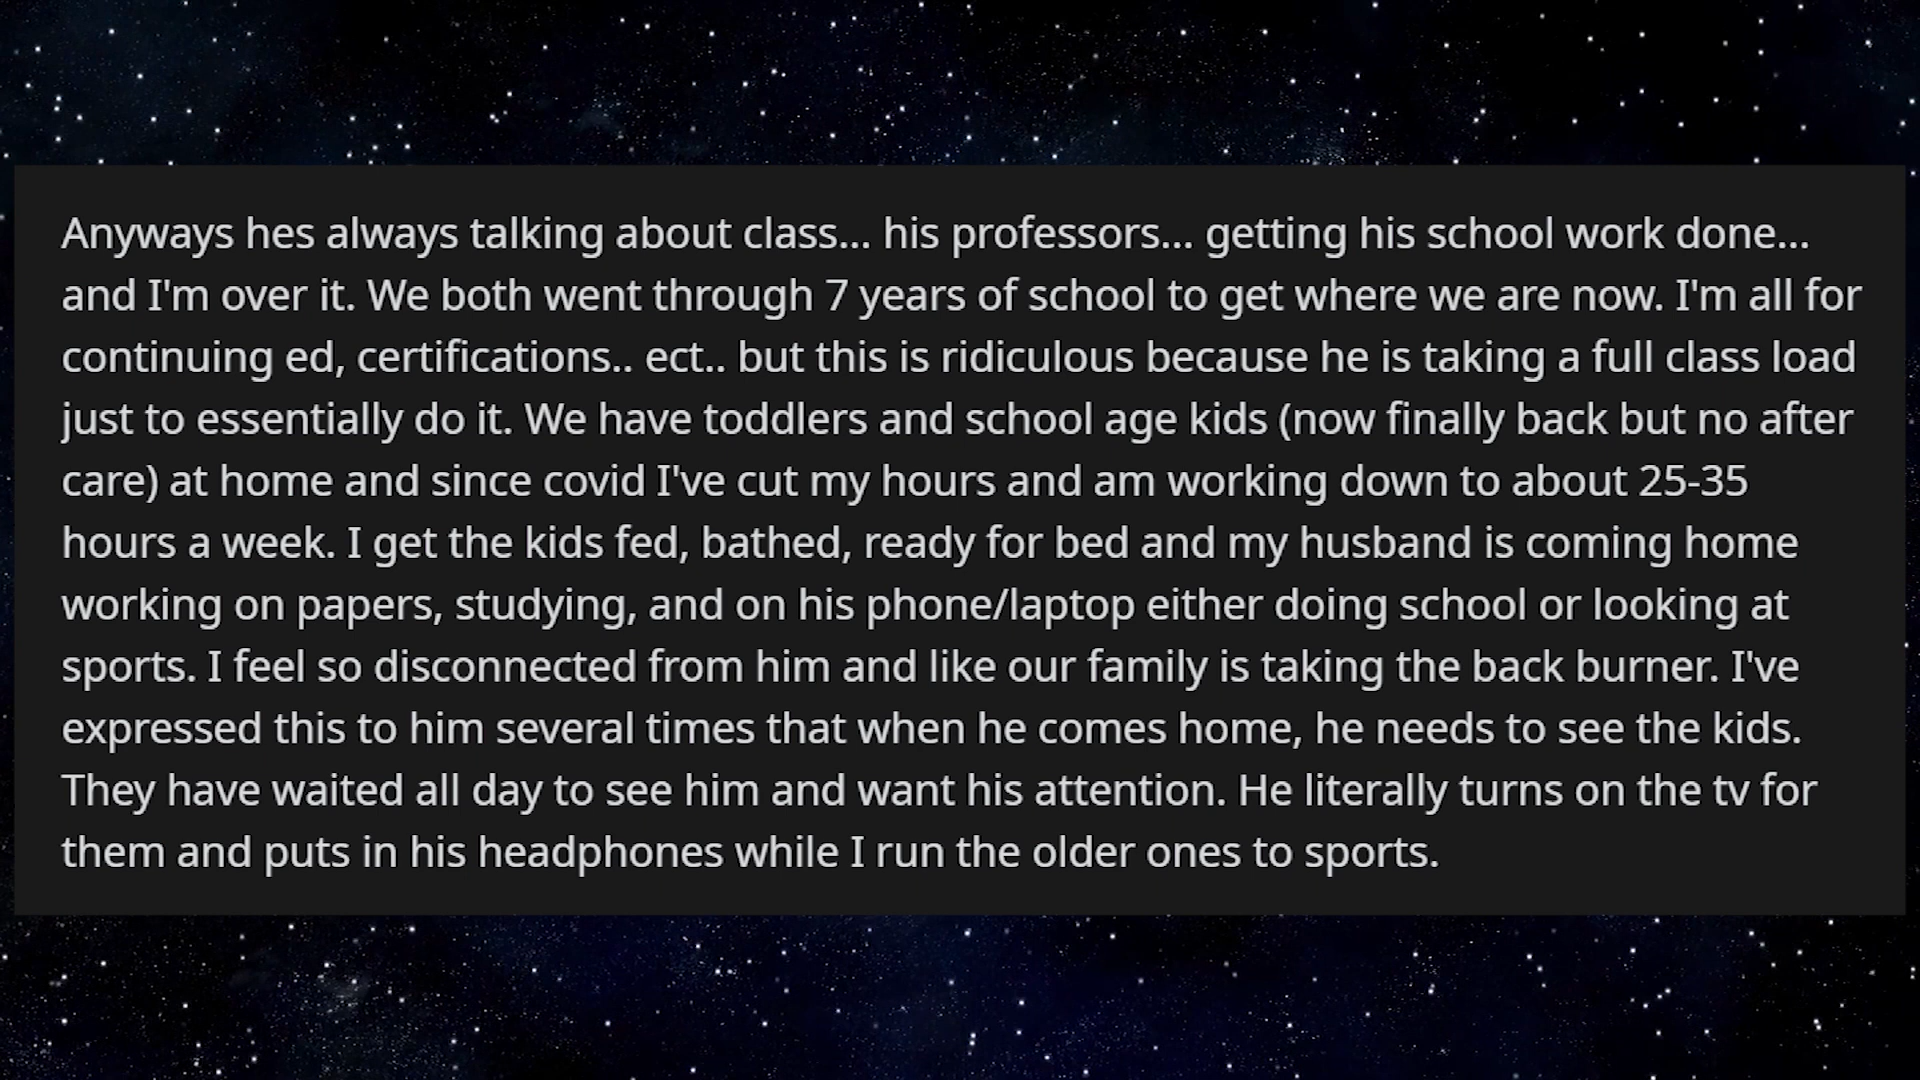 Anyways hes always talking about class... his professors... getting his school work done...
and I'm over it. We both went through 7 years of school to get where we are now. I'm all for
continuing ed, certifications.. ect.. but this is ridiculous because he is taking a full class load
just to essentially do it. We have toddlers and school age kids (now finally back but no after
care) at home and since covid I've cut my hours and am working down to about 25-35
hours a week. I get the kids fed, bathed, ready for bed and my husband is coming home
working on papers, studying, and on his phone/laptop either doing school or looking at
sports. I feel so disconnected from him and like our family is taking the back burner. I've
expressed this to him several times that when he comes home, he needs to see the kids.
They have waited all day to see him and want his attention. He literally turns on the tv for
them and puts in his headphones while I run the older ones to sports.